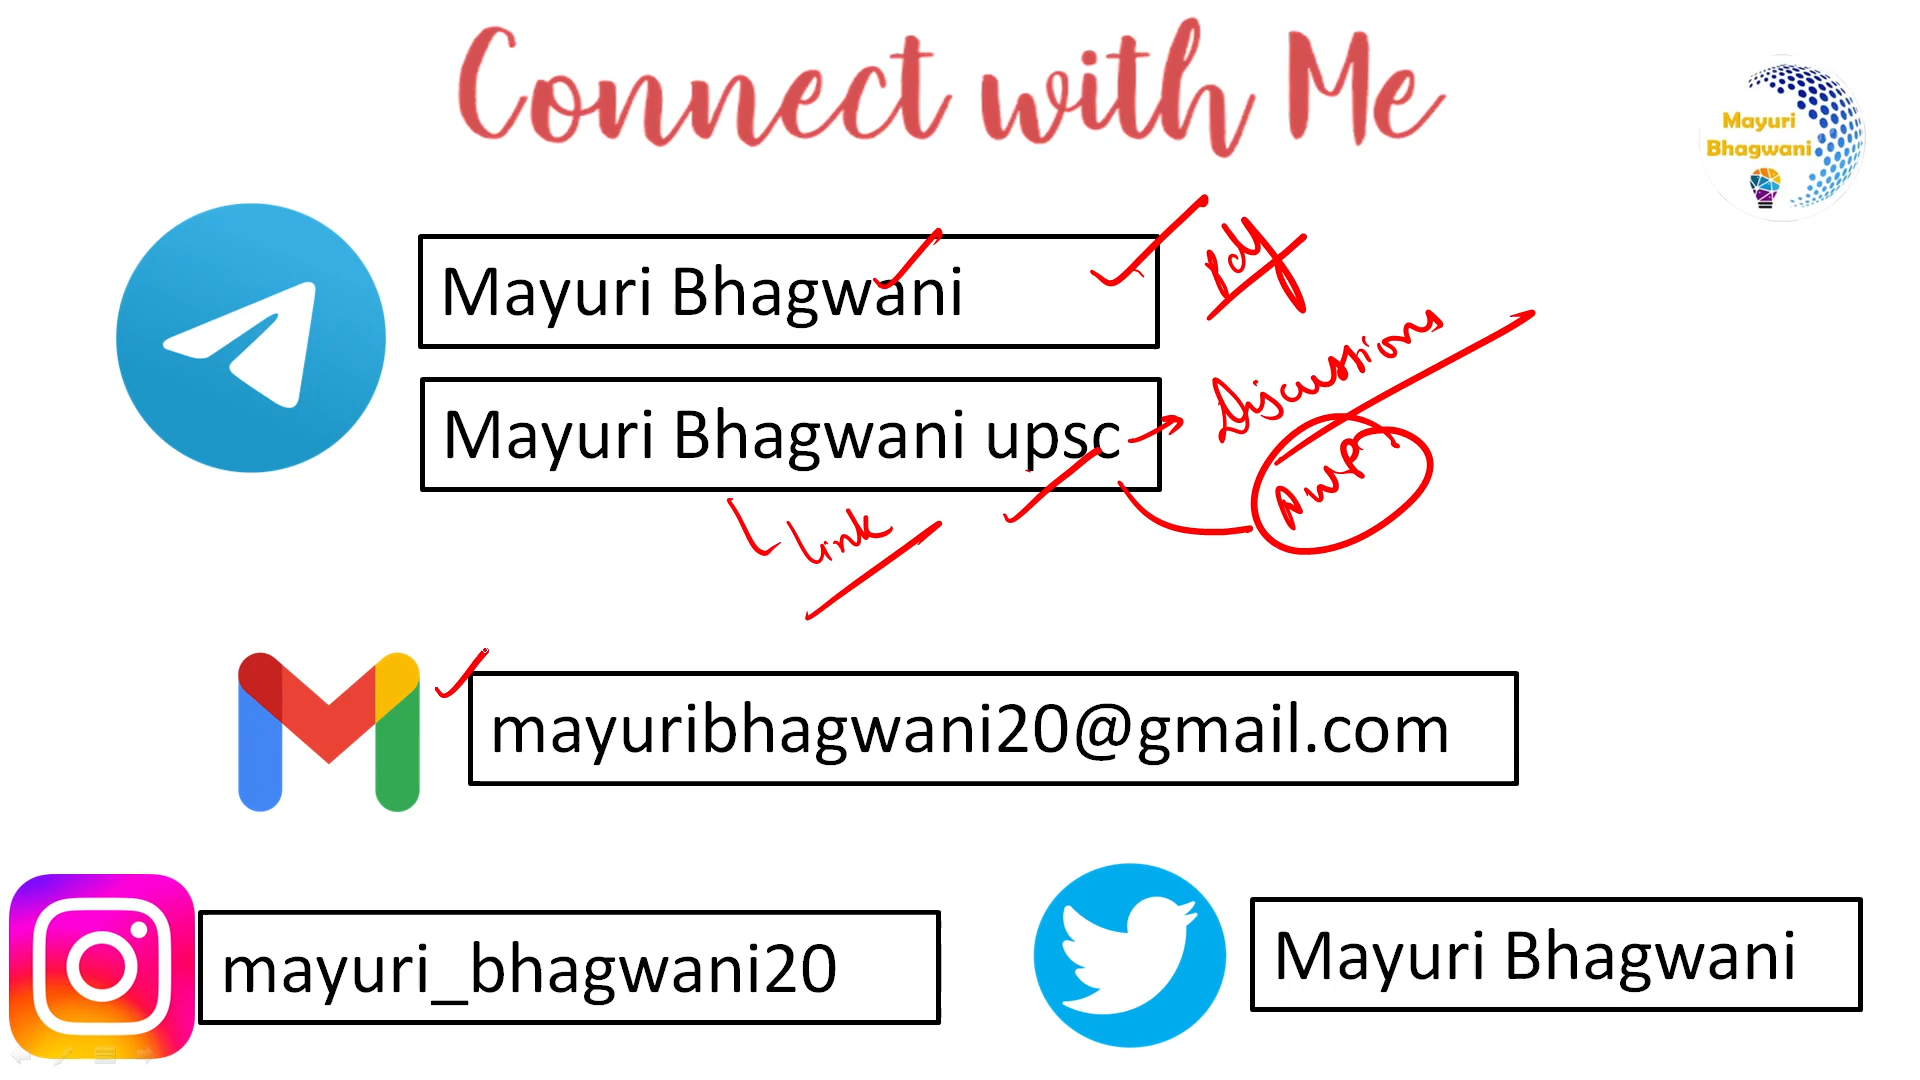 Connect with Me
Mayuri
Bhagwani
Mayuri Bhagwani
pdf
Mayuri Bhagwani upsc
Discussions
Link
mayuribhagwani20@gmail.com
mayuri_bhagwani20
Mayuri Bhagwani